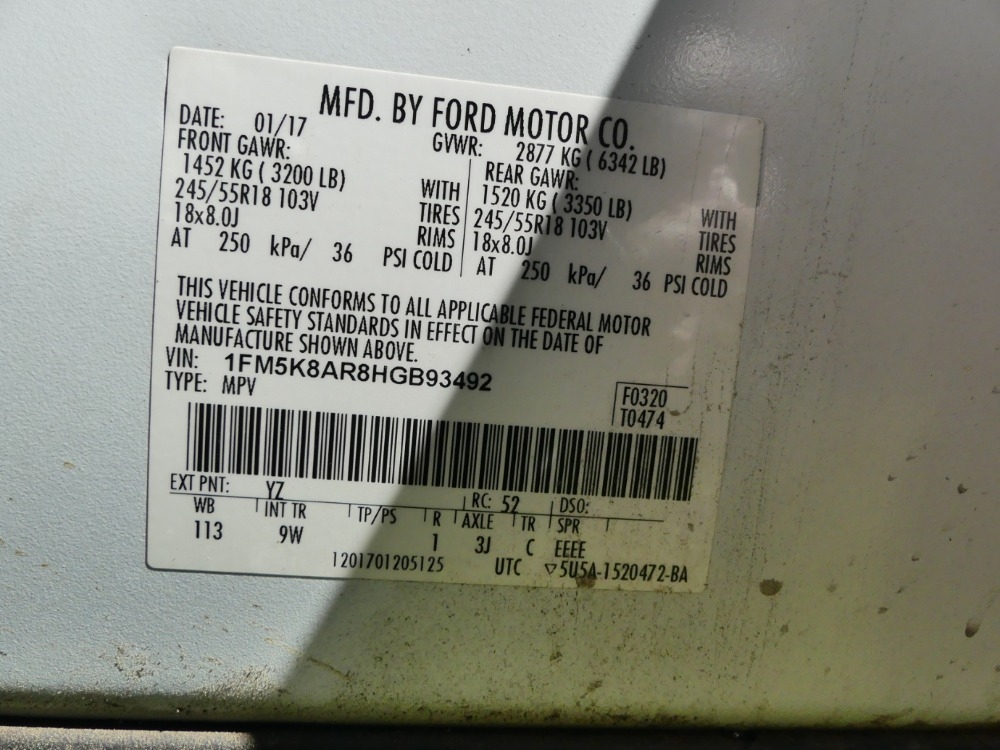 MFD. BY FORD MOTOR CO.
DATE: 01/17 GVWR: 2877 KG ( 6342 LB)
FRONT GAWR: REAR GAWR:
1452 KG ( 3200 LB) WITH 1520 KG ( 3350 LB) WITH
245/55R18 103V TIRES 245/55R18 103V TIRES
18x8.0J RIMS 18x8.0J RIMS
AT 250 kPa/ 36 PSI COLD AT 250 kPa/ 36 PSI COLD
THIS VEHICLE CONFORMS TO ALL APPLICABLE FEDERAL MOTOR
VEHICLE SAFETY STANDARDS IN EFFECT ON THE DATE OF
MANUFACTURE SHOWN ABOVE.
VIN: 1FM5K8AR8HGB93492
TYPE: MPV
F0320
T0474
EXT PNT: YZ RC: 52 DSO:
WB INT TR TP/PS R AXLE TR SPR
113 9W 1 3J C EEEE
1201701205125 UTC ▽5U5A-1520472-BA